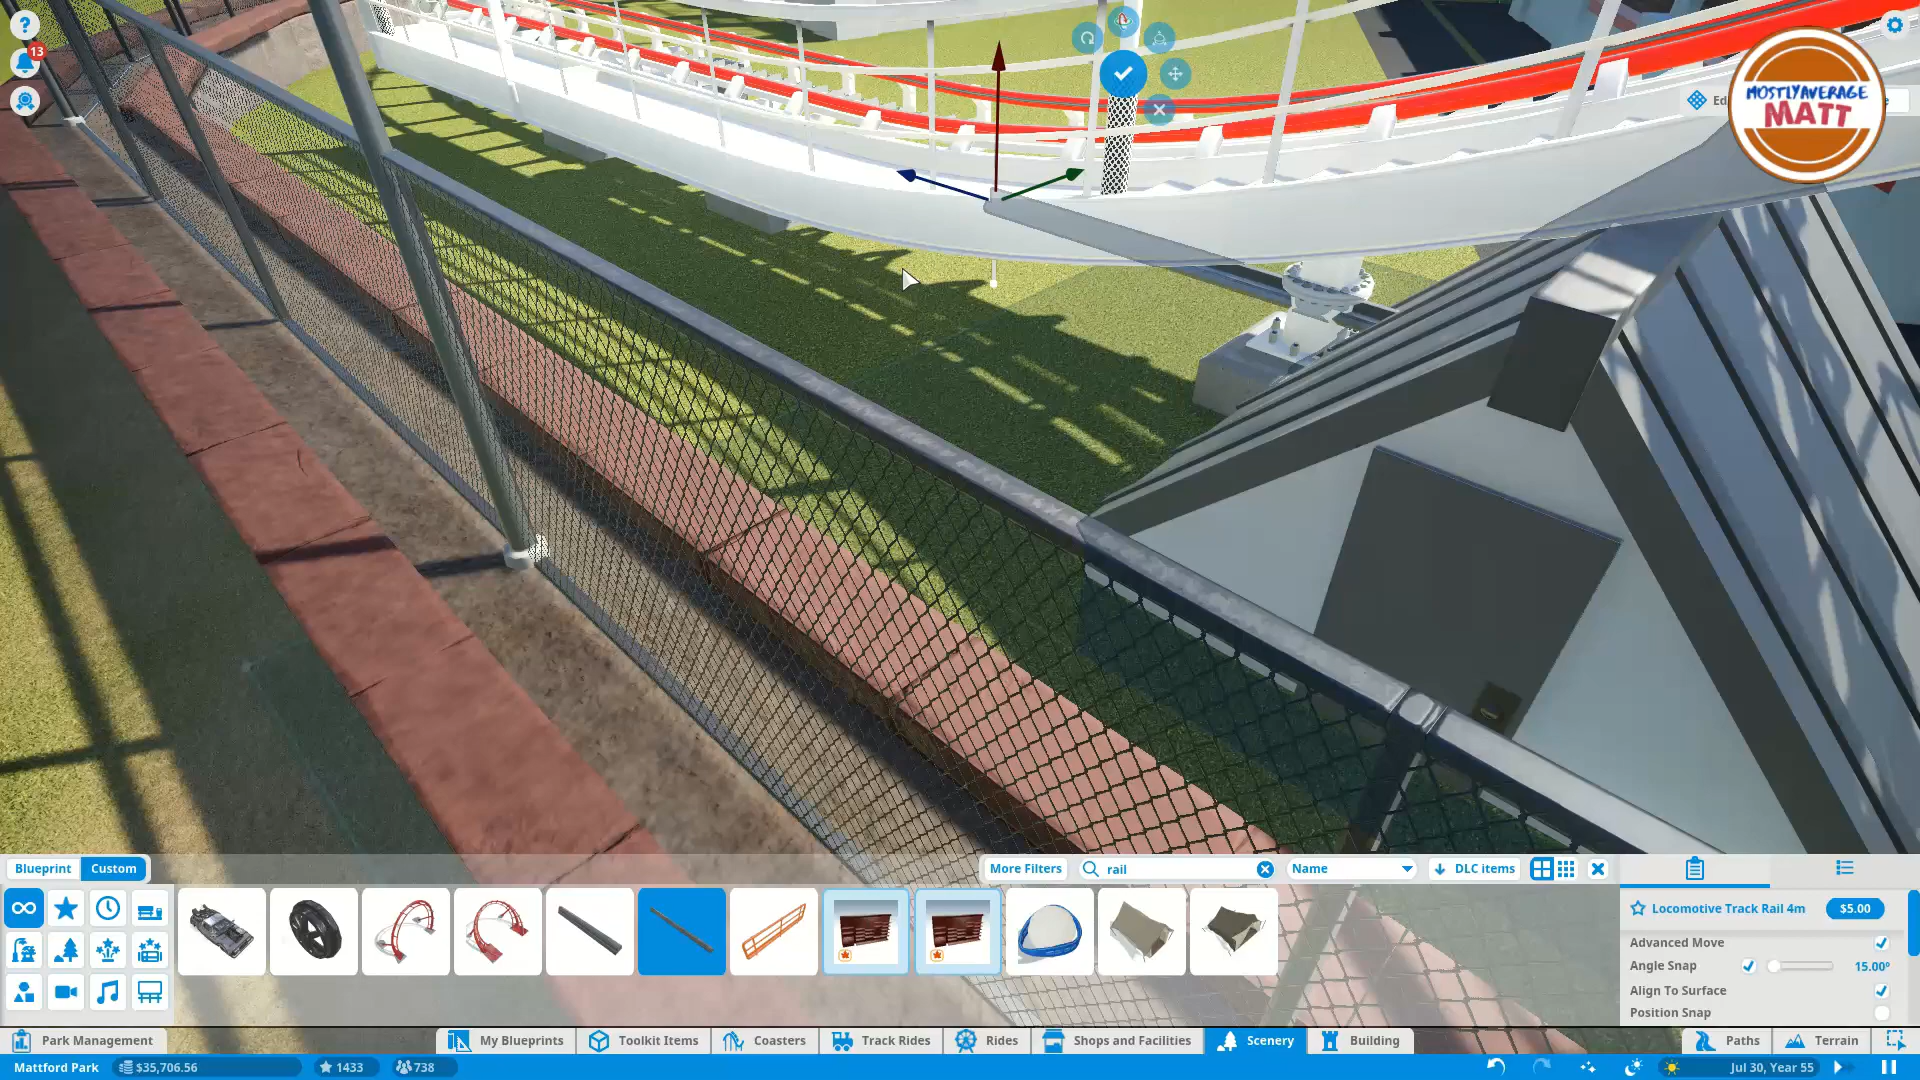 ?
13
Ed
MOSTLYAVERAGE
MATT
Blueprint
Custom
More Filters
rail
Name
DLC items
Locomotive Track Rail 4m
$5.00
Advanced Move
Angle Snap
15.00°
Align To Surface
Position Snap
Park Management
My Blueprints
Toolkit Items
Coasters
Track Rides
Rides
Shops and Facilities
Scenery
Building
Paths
Terrain
Mattford Park
$35,706.56
1433
738
Jul 30, Year 55